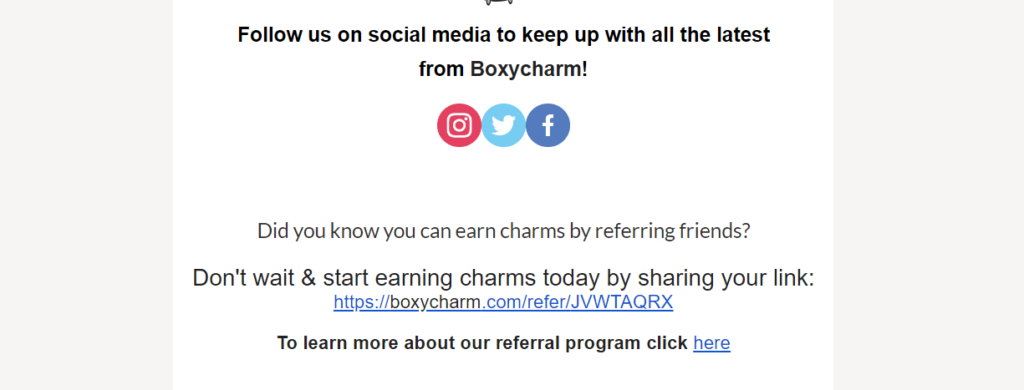 Follow us on social media to keep up with all the latest
from Boxycharm!
Did you know you can earn charms by referring friends?
Don't wait & start earning charms today by sharing your link:
https://boxycharm.com/refer/JVWTAQRX
To learn more about our referral program click here